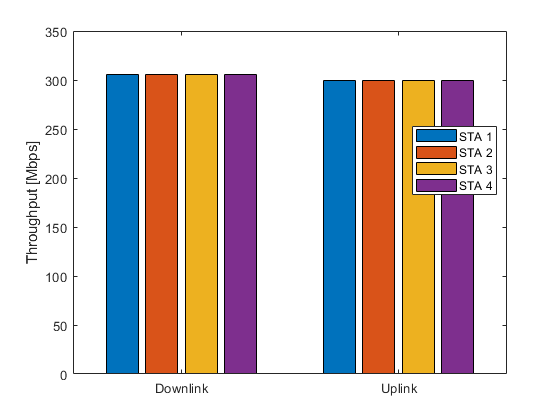 350
300
250
200
150
100
50
0
Throughput [Mbps]
STA 1
STA 2
STA 3
STA 4
Downlink
Uplink